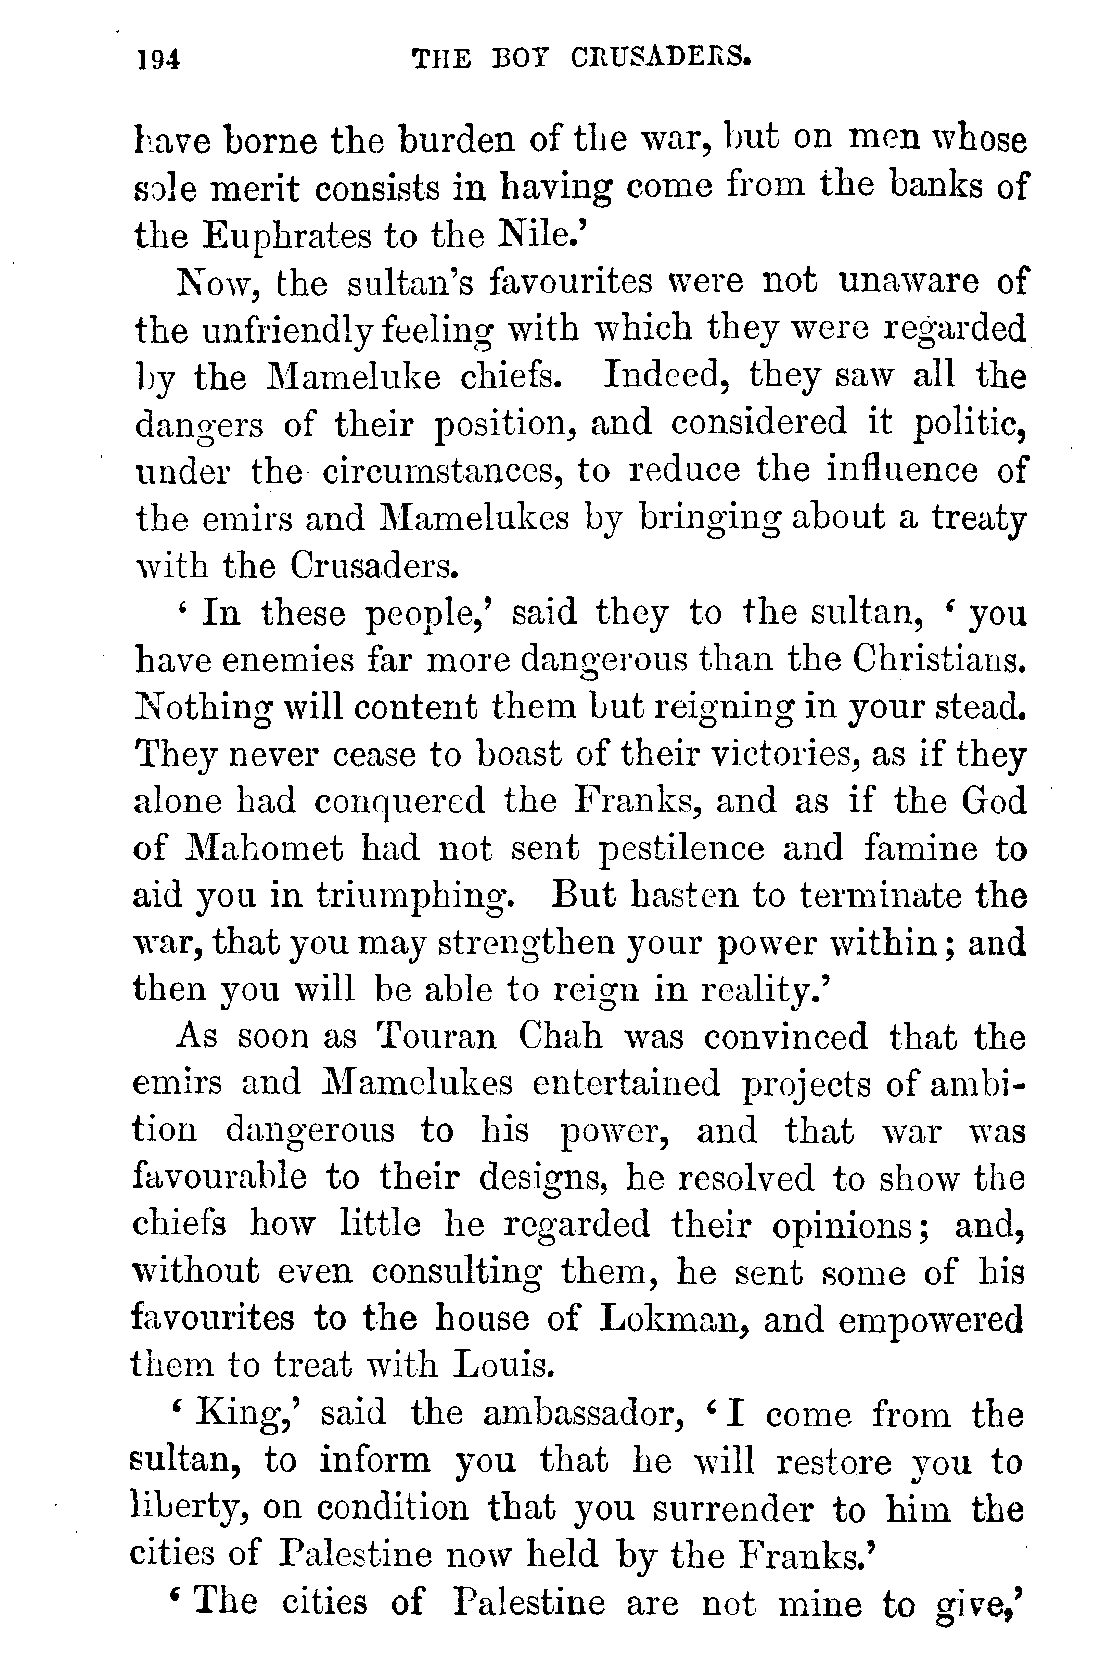 194 THE BOY CRUSADERS.
have borne the burden of the war, but on men whose
sole merit consists in having come from the banks of
the Euphrates to the Nile.’
Now, the sultan’s favourites were not unaware of
the unfriendly feeling with which they were regarded
by the Mameluke chiefs. Indeed, they saw all the
dangers of their position, and considered it politic,
under the circumstances, to reduce the influence of
the emirs and Mamelukes by bringing about a treaty
with the Crusaders.
‘ In these people,’ said they to the sultan, ‘ you
have enemies far more dangerous than the Christians.
Nothing will content them but reigning in your stead.
They never cease to boast of their victories, as if they
alone had conquered the Franks, and as if the God
of Mahomet had not sent pestilence and famine to
aid you in triumphing. But hasten to terminate the
war, that you may strengthen your power within ; and
then you will be able to reign in reality.’
As soon as Touran Chah was convinced that the
emirs and Mamelukes entertained projects of ambi-
tion dangerous to his power, and that war was
favourable to their designs, he resolved to show the
chiefs how little he regarded their opinions ; and,
without even consulting them, he sent some of his
favourites to the house of Lokman, and empowered
them to treat with Louis.
‘ King,’ said the ambassador, ‘ I come from the
sultan, to inform you that he will restore you to
liberty, on condition that you surrender to him the
cities of Palestine now held by the Franks.’
‘ The cities of Palestine are not mine to give,’